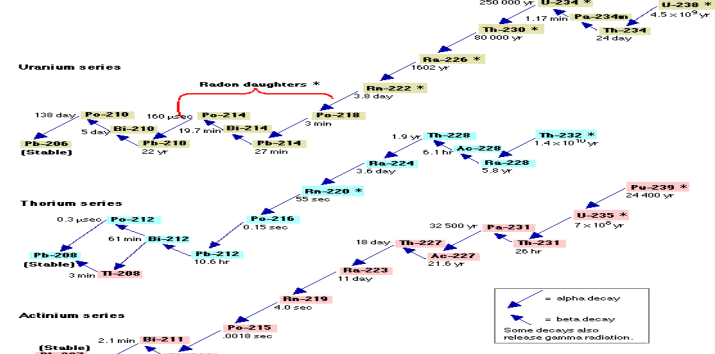 250 000 yr U-234 * U-238 *
1.17 min Pa-234m 4.5 x 10⁹ yr
Th-230 * Th-234
80 000 yr 24 day
Ra-226 *
1602 yr
Uranium series
Radon daughters *
Rn-222 *
3.8 day
138 day Po-210 160 µsec Po-214 Po-218
5 day Bi-210 19.7 min Bi-214 3 min
Pb-206 Pb-210 Pb-214
(Stable) 22 yr 27 min
1.9 yr Th-228 Th-232 *
6.1 hr Ac-228 1.4 x 10¹⁰ yr
Ra-224 Ra-228
3.6 day 5.8 yr
Rn-220 *
55 sec
Thorium series
0.3 µsec Po-212 Po-216
0.15 sec
61 min Bi-212
Pb-208 Pb-212
(Stable) 10.6 hr
3 min Tl-208
Pu-239 *
24 400 yr
U-235 *
7 x 10⁸ yr
32 500 yr Pa-231
Th-231
26 hr
18 day Th-227
Ac-227
21.6 yr
Ra-223
11 day
Rn-219
4.0 sec
Actinium series
Po-215
.0018 sec
(Stable) 2.1 min Bi-211
= alpha decay
= beta decay
Some decays also
release gamma radiation.